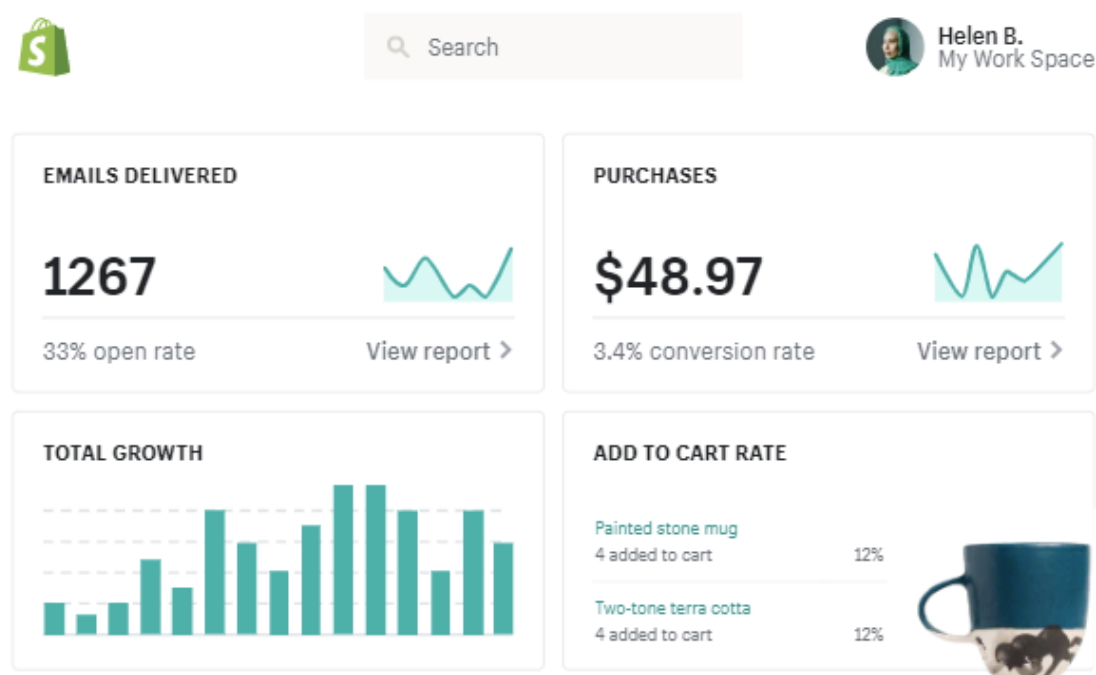 S
Search
Helen B.
My Work Space
EMAILS DELIVERED
1267
33% open rate
View report
PURCHASES
$48.97
3.4% conversion rate
View report
TOTAL GROWTH
ADD TO CART RATE
Painted stone mug
4 added to cart 12%
Two-tone terra cotta
4 added to cart 12%